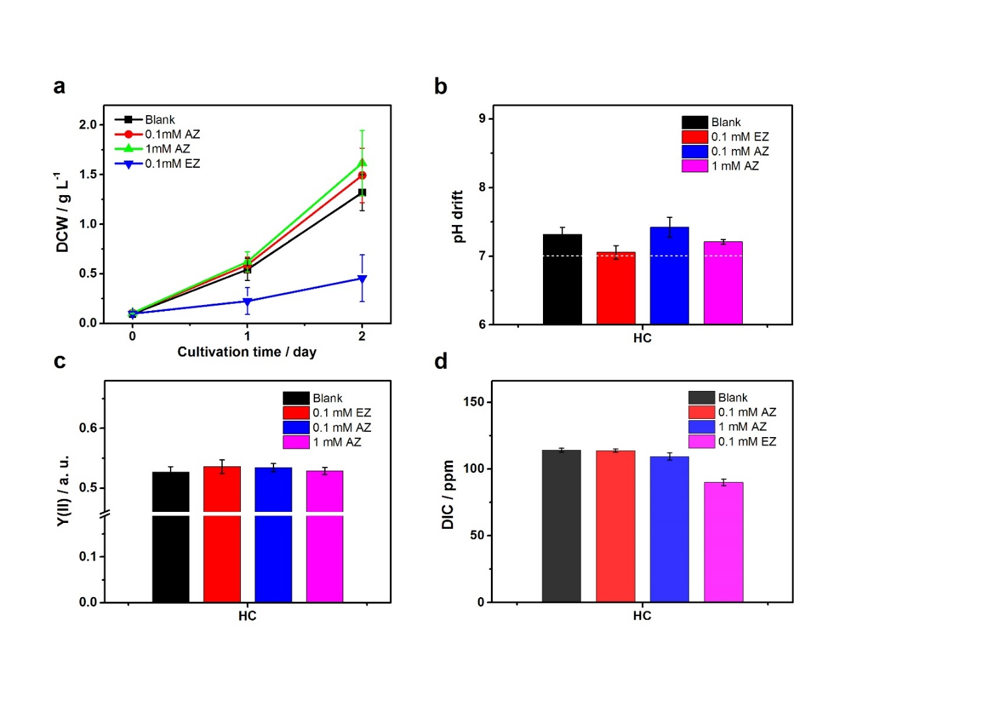 a
2.0
1.5
1.0
0.5
0.0
DCW / g L⁻¹
Blank
0.1mM AZ
1mM AZ
0.1mM EZ
0 1 2
Cultivation time / day
b
9
8
7
6
pH drift
Blank
0.1 mM EZ
0.1 mM AZ
1 mM AZ
HC
c
0.6
0.5
0.1
0.0
Y(II) / a. u.
Blank
0.1 mM EZ
0.1 mM AZ
1 mM AZ
HC
d
150
100
50
0
DIC / ppm
Blank
0.1 mM AZ
1 mM AZ
0.1 mM EZ
HC